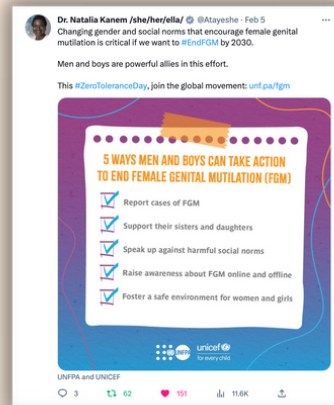 Dr. Natalia Kanem /she/her/ella/ @Atayeshe · Feb 5
Changing gender and social norms that encourage female genital
mutilation is critical if we want to #EndFGM by 2030.
Men and boys are powerful allies in this effort.
This #ZeroToleranceDay, join the global movement: unf.pa/fgm
5 WAYS MEN AND BOYS CAN TAKE ACTION
TO END FEMALE GENITAL MUTILATION (FGM)
Report cases of FGM
Support their sisters and daughters
Speak up against harmful social norms
Raise awareness about FGM online and offline
Foster a safe environment for women and girls
UNFPA
unicef
for every child
UNFPA and UNICEF
3 62 151 11.6K